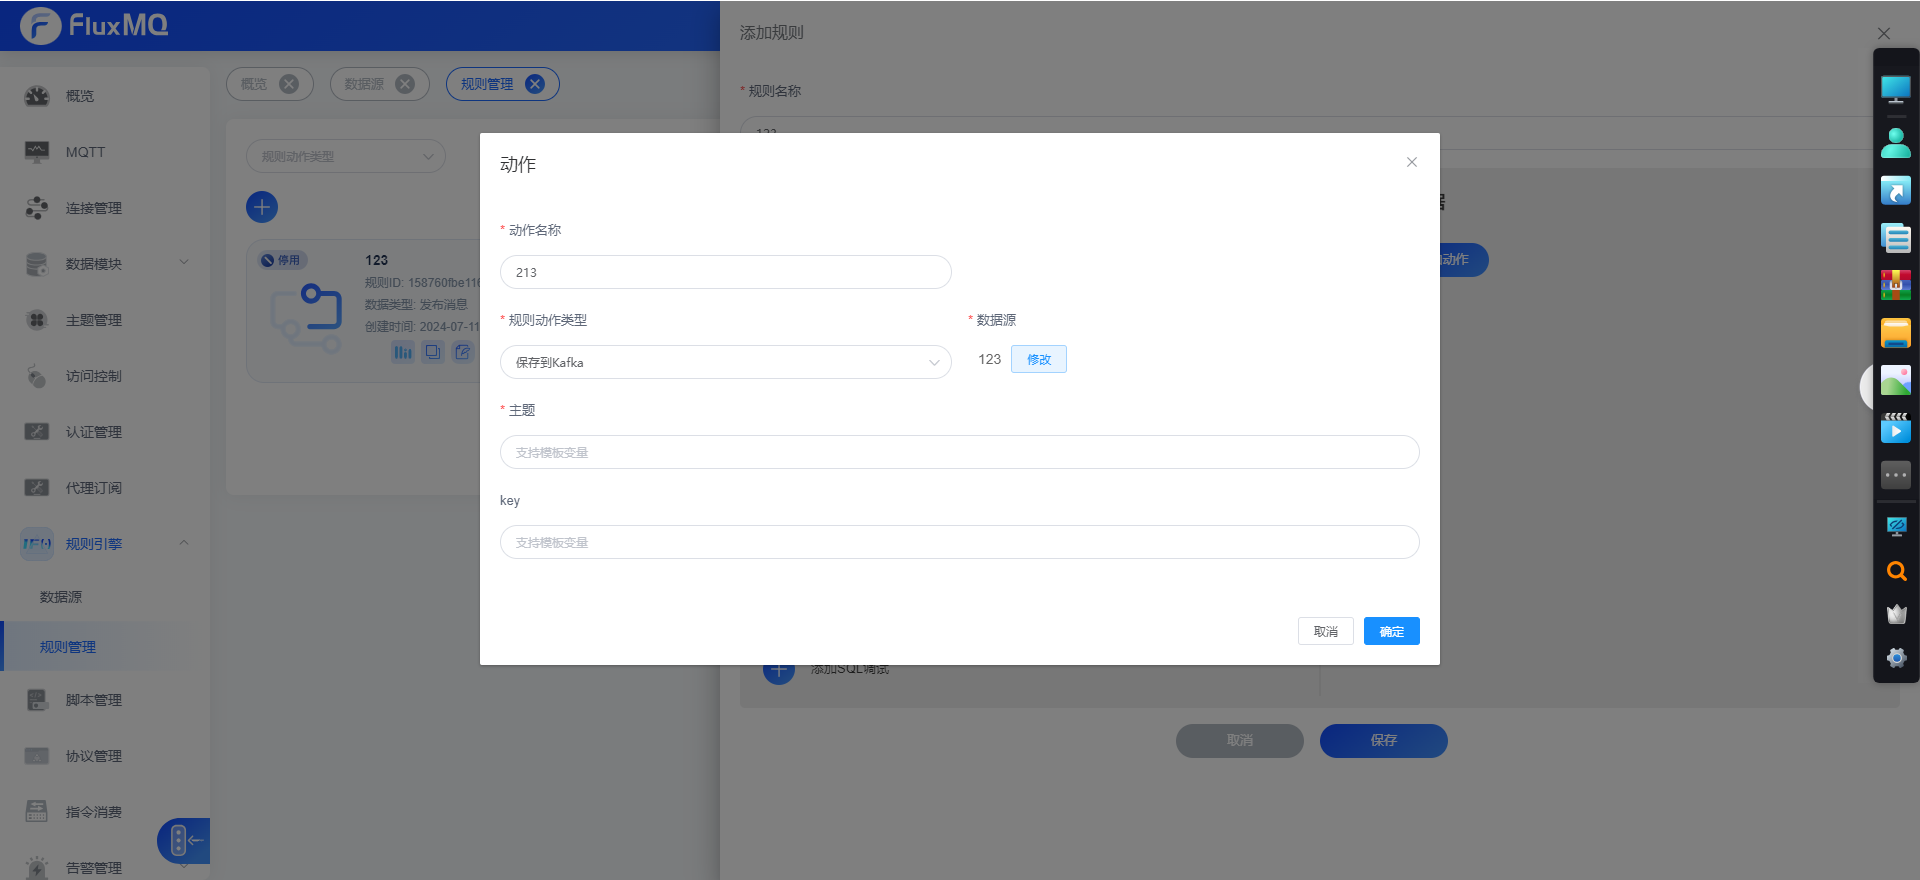 FluxMQ
概览
MQTT
连接管理
数据模块
主题管理
访问控制
认证管理
代理订阅
规则引擎
数据源
规则管理
脚本管理
协议管理
指令消费
告警管理
概览
数据源
规则管理
规则动作类型
停用
123
规则ID: 158760fbe116
数据类型: 发布消息
创建时间: 2024-07-11
添加规则
* 规则名称
123
动作
添加SQL调试
取消
保存
动作
* 动作名称
213
* 规则动作类型
保存到Kafka
* 数据源
123
修改
* 主题
支持模板变量
key
支持模板变量
取消
确定